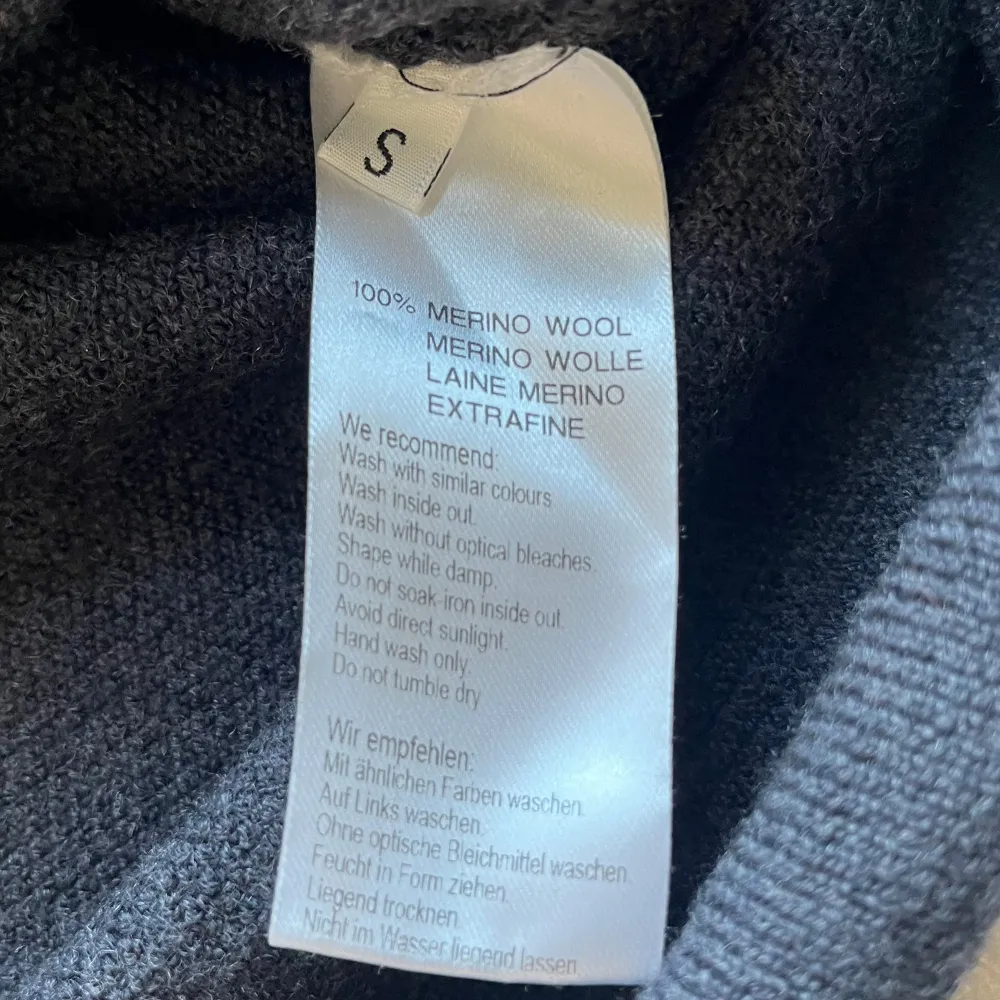 S
100% MERINO WOOL
MERINO WOLLE
LAINE MERINO
EXTRAFINE
We recommend:
Wash with similar colours
Wash inside out.
Wash without optical bleaches.
Shape while damp.
Do not soak-iron inside out.
Avoid direct sunlight.
Hand wash only.
Do not tumble dry
Wir empfehlen:
Mit ähnlichen Farben waschen.
Auf Links waschen.
Ohne optische Bleichmittel waschen.
Feucht in Form ziehen.
Liegend trocknen.
Nicht im Wasser liegend lassen.